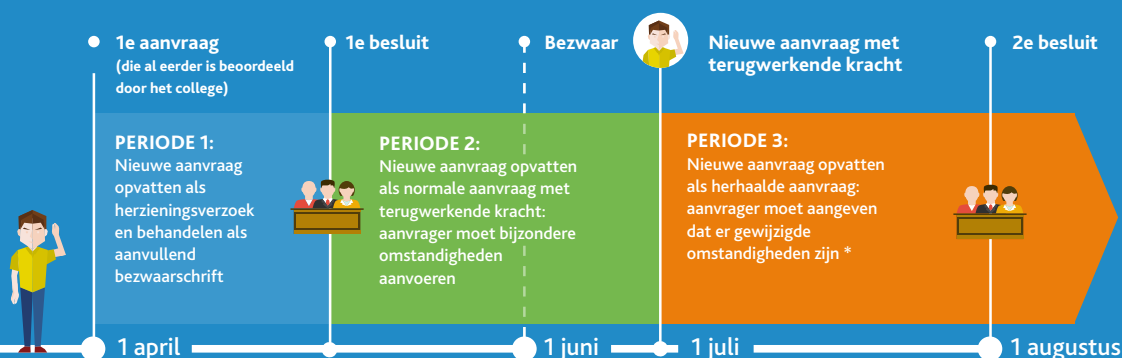 1e aanvraag
(die al eerder is beoordeeld
door het college)
1e besluit
Bezwaar
Nieuwe aanvraag met
terugwerkende kracht
2e besluit
PERIODE 1:
Nieuwe aanvraag
opvatten als
herzieningsverzoek
en behandelen als
aanvullend
bezwaarschrift
PERIODE 2:
Nieuwe aanvraag opvatten
als normale aanvraag met
terugwerkende kracht:
aanvrager moet bijzondere
omstandigheden
aanvoeren
PERIODE 3:
Nieuwe aanvraag opvatten
als herhaalde aanvraag:
aanvrager moet aangeven
dat er gewijzigde
omstandigheden zijn *
1 april
1 juni
1 juli
1 augustus